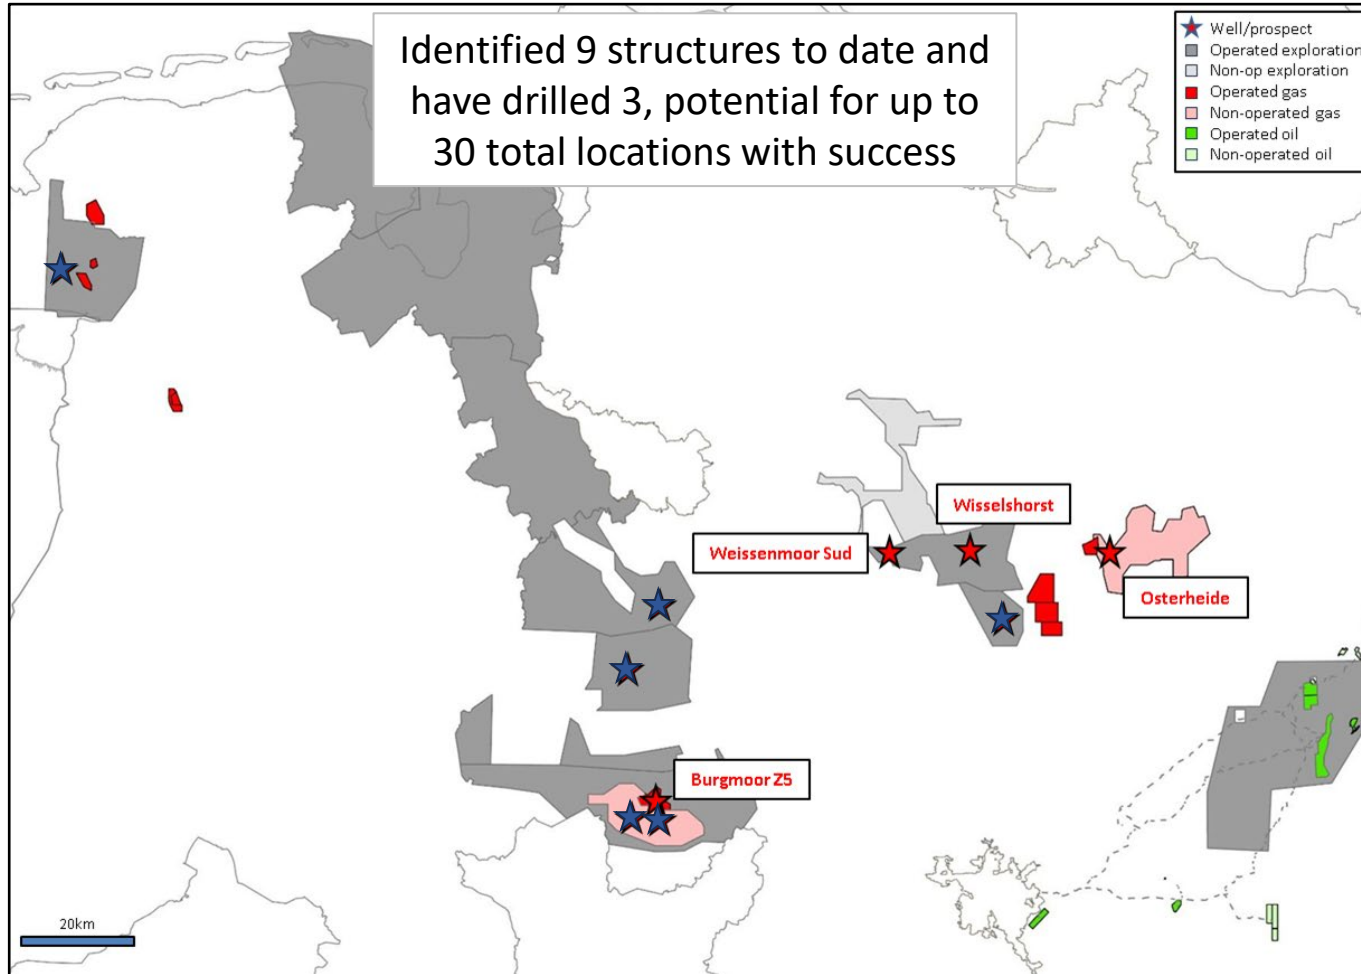 Identified 9 structures to date and
have drilled 3, potential for up to
30 total locations with success
Well/prospect
Operated exploration
Non-op exploration
Operated gas
Non-operated gas
Operated oil
Non-operated oil
Wisselshorst
Weissenmoor Sud
Osterheide
Burgmoor Z5
20km